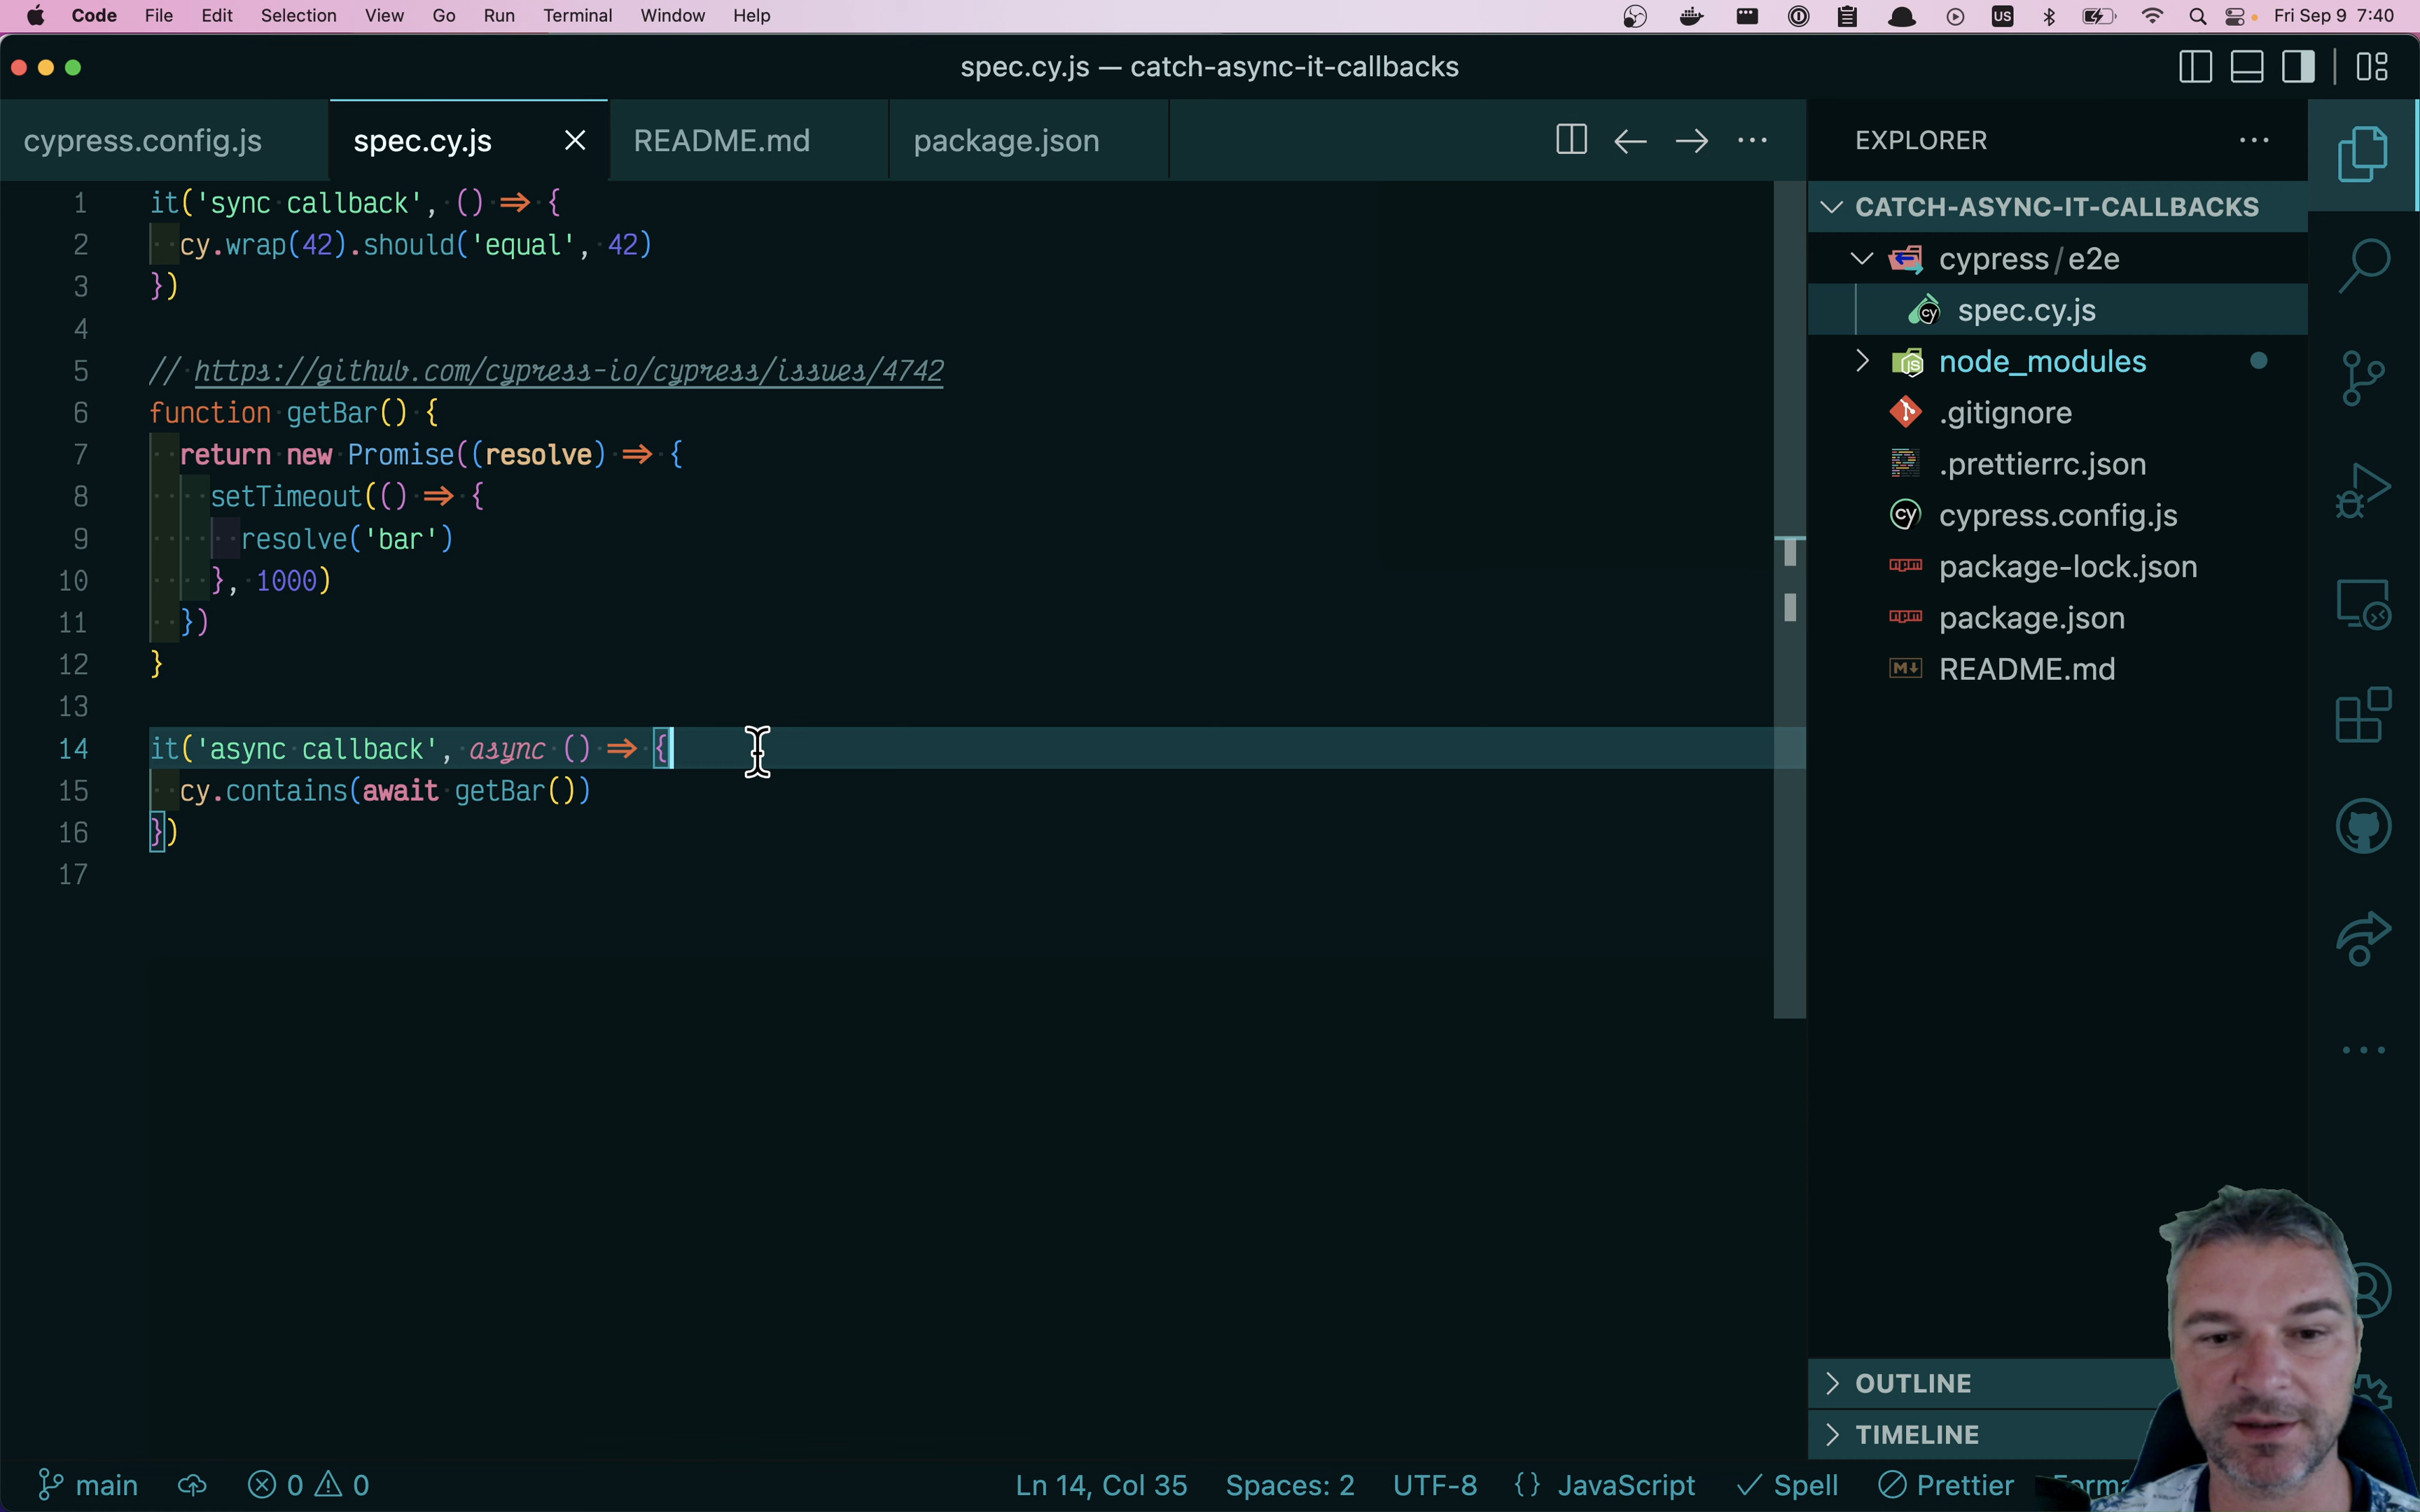 Code File Edit Selection View Go Run Terminal Window Help US Fri Sep 9 7:40
spec.cy.js — catch-async-it-callbacks
cypress.config.js spec.cy.js README.md package.json
1 it('sync callback', () => {
2 cy.wrap(42).should('equal', 42)
3 })
4
5 // https://github.com/cypress-io/cypress/issues/4742
6 function getBar() {
7 return new Promise((resolve) => {
8 setTimeout(() => {
9 resolve('bar')
10 }, 1000)
11 })
12 }
13
14 it('async callback', async () => {
15 cy.contains(await getBar())
16 })
17
EXPLORER
CATCH-ASYNC-IT-CALLBACKS
cypress/e2e
cy spec.cy.js
JS node_modules
.gitignore
.prettierrc.json
cy cypress.config.js
npm package-lock.json
npm package.json
M README.md
OUTLINE
TIMELINE
main 0 0 Ln 14, Col 35 Spaces: 2 UTF-8 {} JavaScript Spell Prettier